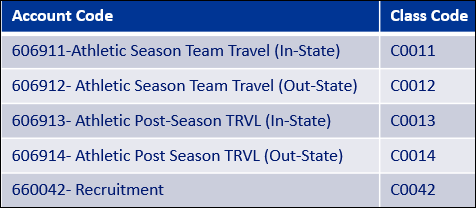 Account Code Class Code
606911-Athletic Season Team Travel (In-State) C0011
606912- Athletic Season Team Travel (Out-State) C0012
606913- Athletic Post-Season TRVL (In-State) C0013
606914- Athletic Post Season TRVL (Out-State) C0014
660042- Recruitment C0042